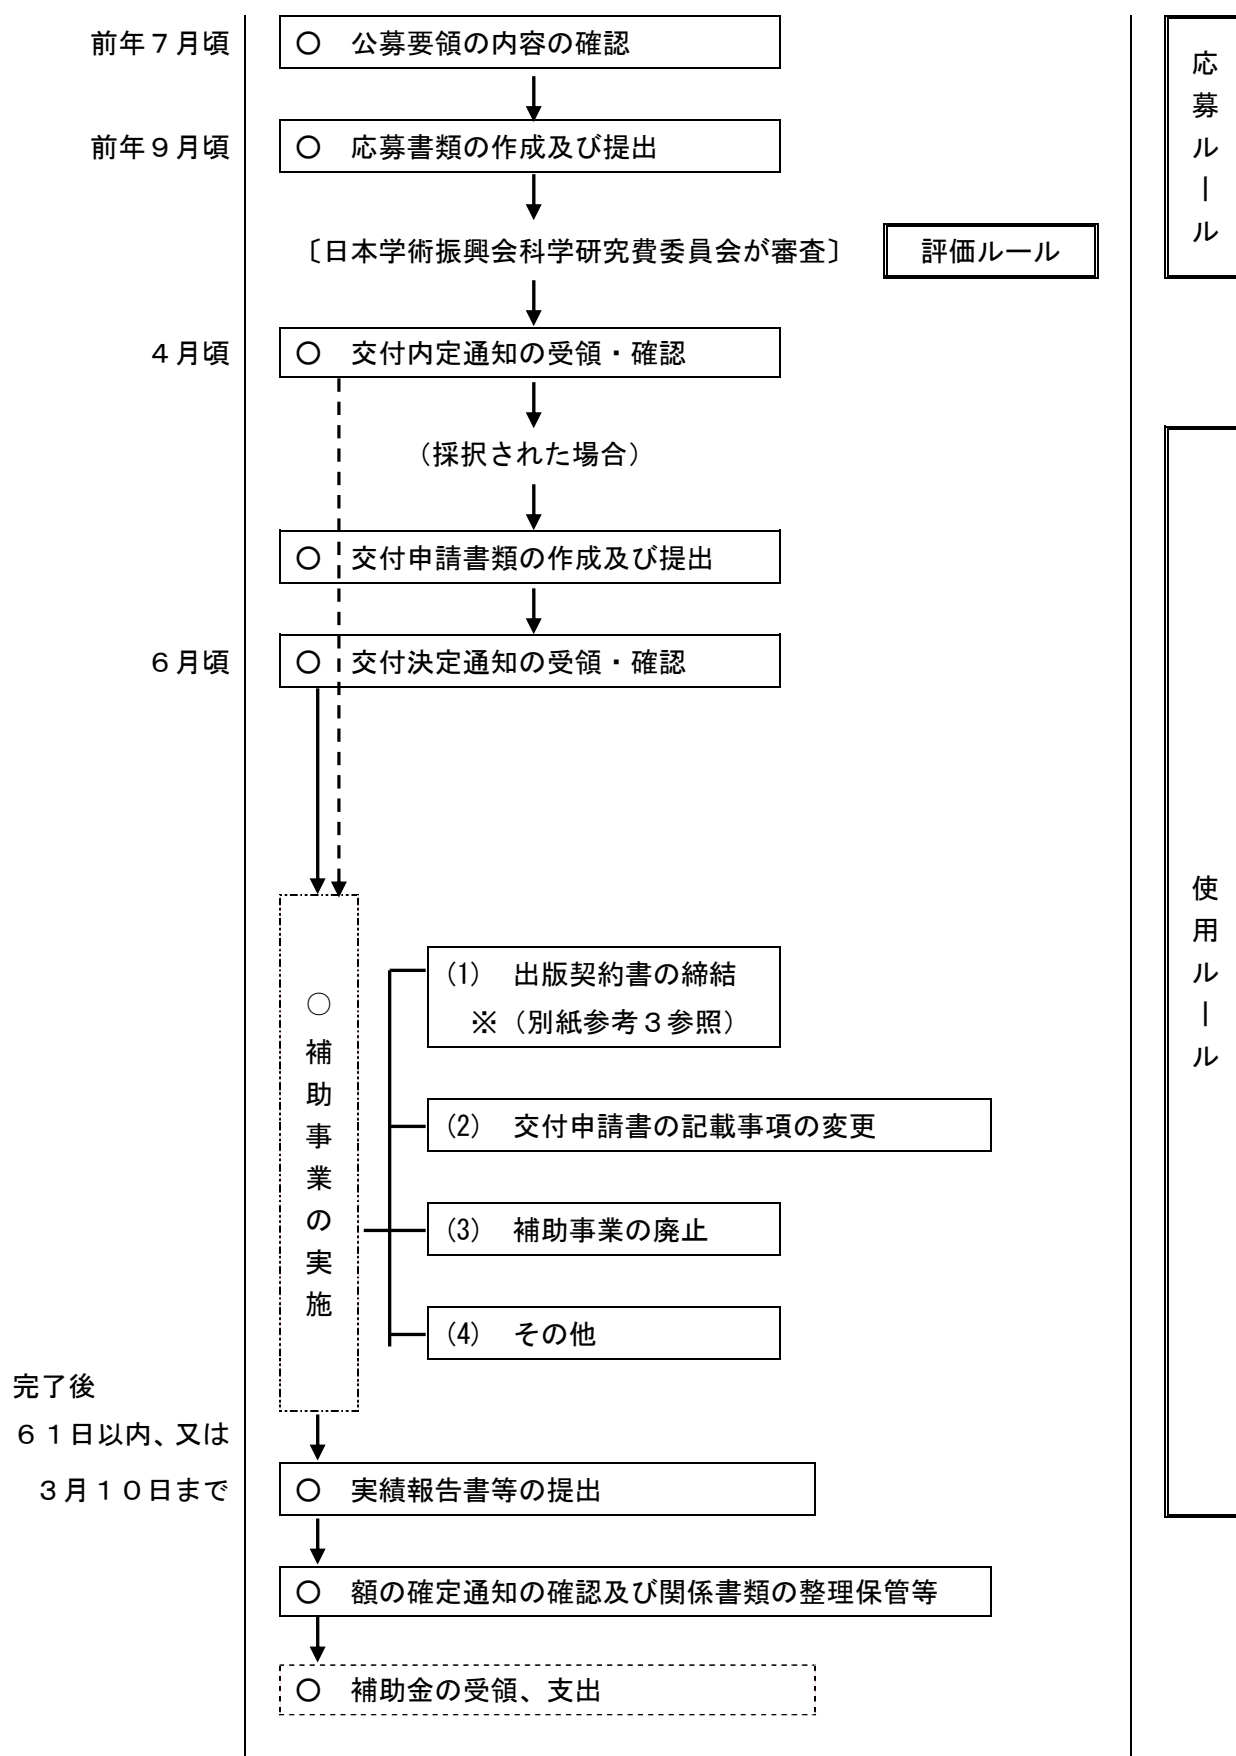 前年７月頃
○　公募要領の内容の確認
前年９月頃
○　応募書類の作成及び提出
応募ルール
〔日本学術振興会科学研究費委員会が審査〕
評価ルール
４月頃
○　交付内定通知の受領・確認
（採択された場合）
○　交付申請書類の作成及び提出
６月頃
○　交付決定通知の受領・確認
使用ルール
○補助事業の実施
(1)　出版契約書の締結
※（別紙参考３参照）
(2)　交付申請書の記載事項の変更
(3)　補助事業の廃止
(4)　その他
完了後
６１日以内、又は
３月１０日まで
○　実績報告書等の提出
○　額の確定通知の確認及び関係書類の整理保管等
○　補助金の受領、支出